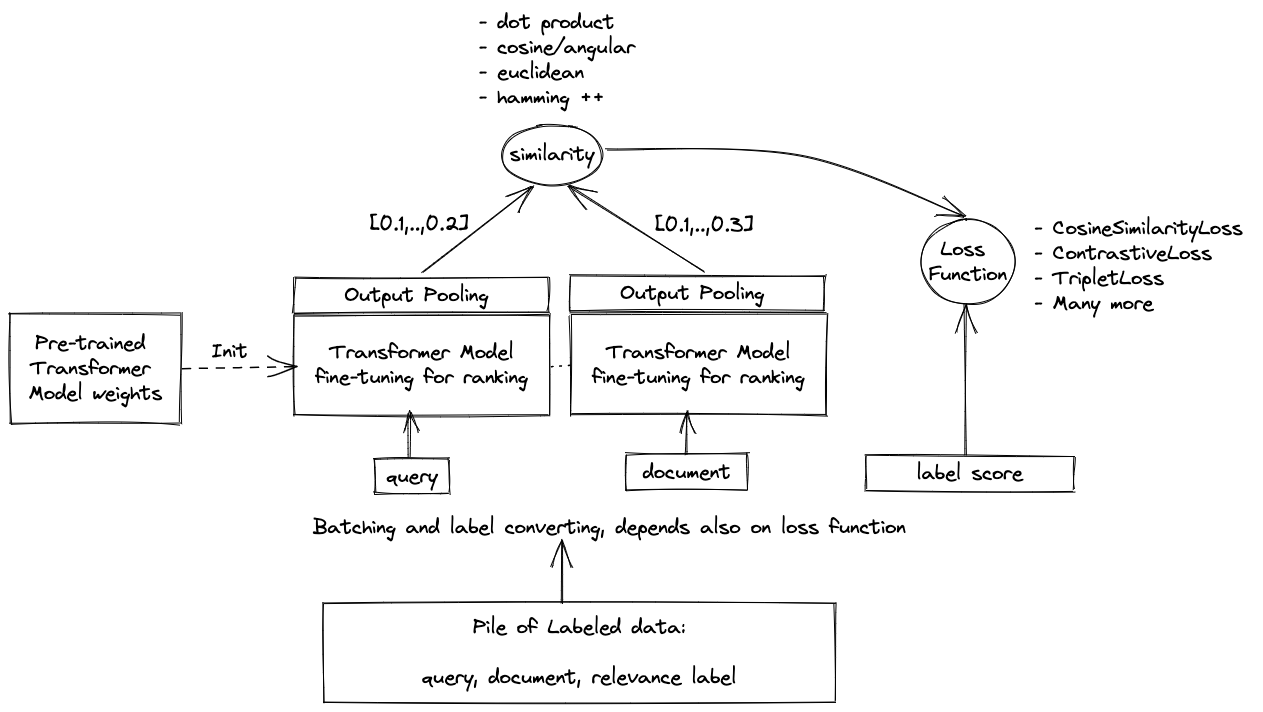 - dot product
- cosine/angular
- euclidean
- hamming ++
similarity
[0.1,..,0.2]
[0.1,..,0.3]
Loss
Function
- CosineSimilarityLoss
- ContrastiveLoss
- TripletLoss
- Many more
Output Pooling
Output Pooling
Pre-trained
Transformer
Model weights
Init
Transformer Model
fine-tuning for ranking
Transformer Model
fine-tuning for ranking
query
document
label score
Batching and label converting, depends also on loss function
Pile of Labeled data:
query, document, relevance label